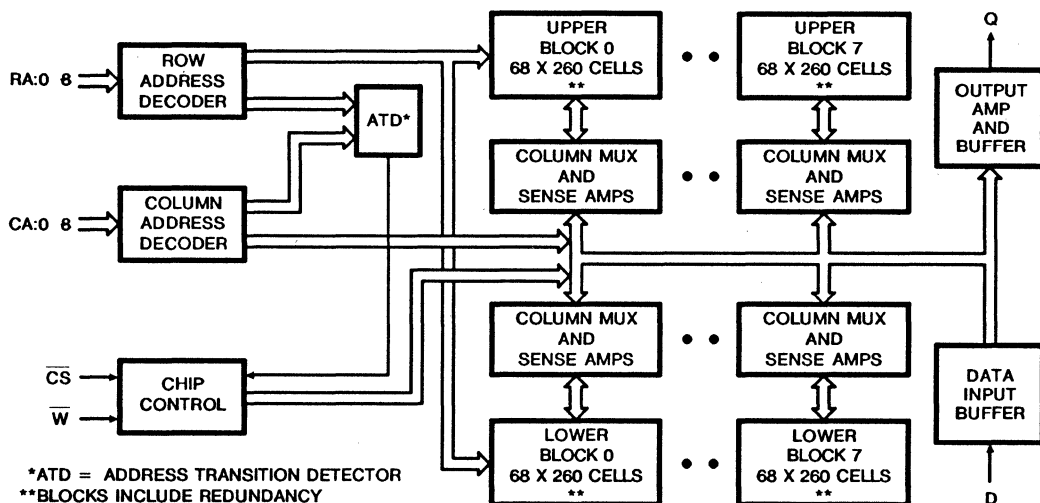 RA:0 6
ROW
ADDRESS
DECODER
ATD*
CA:0 6
COLUMN
ADDRESS
DECODER
CS
W
CHIP
CONTROL
UPPER
BLOCK 0
68 X 260 CELLS
**
UPPER
BLOCK 7
68 X 260 CELLS
**
COLUMN MUX
AND
SENSE AMPS
COLUMN MUX
AND
SENSE AMPS
COLUMN MUX
AND
SENSE AMPS
COLUMN MUX
AND
SENSE AMPS
LOWER
BLOCK 0
68 X 260 CELLS
**
LOWER
BLOCK 7
68 X 260 CELLS
**
Q
OUTPUT
AMP
AND
BUFFER
DATA
INPUT
BUFFER
D
*ATD = ADDRESS TRANSITION DETECTOR
**BLOCKS INCLUDE REDUNDANCY